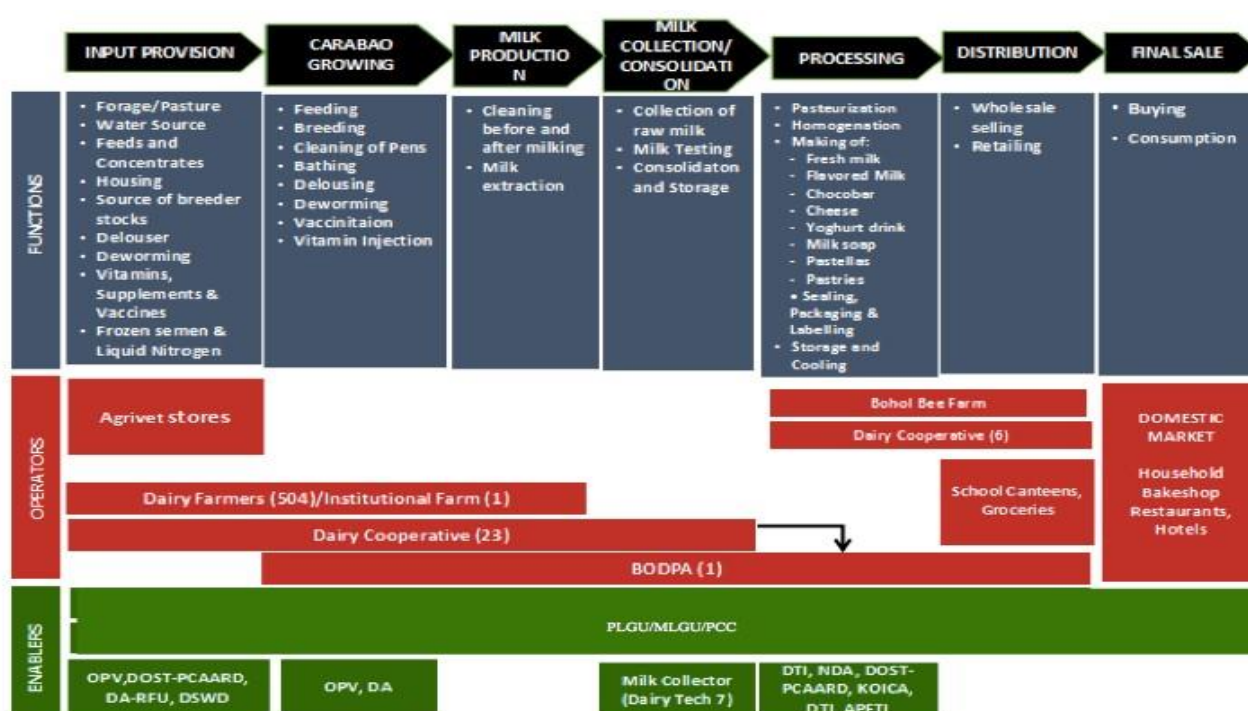 INPUT PROVISION
CARABAO
GROWING
MILK
PRODUCTIO
N
MILK
COLLECTION/
CONSOLIDATI
ON
PROCESSING
DISTRIBUTION
FINAL SALE
FUNCTIONS
• Forage/Pasture
• Water Source
• Feeds and
Concentrates
• Housing
• Source of breeder
stocks
• Delouser
• Deworming
• Vitamins,
Supplements &
Vaccines
• Frozen semen &
Liquid Nitrogen
• Feeding
• Breeding
• Cleaning of Pens
• Bathing
• Delousing
• Deworming
• Vaccinitaion
• Vitamin Injection
• Cleaning
before and
after milking
• Milk
extraction
• Collection of
raw milk
• Milk Testing
• Consolidaton
and Storage
• Pasteurization
• Homogenation
• Making of:
- Fresh milk
- Flavored Milk
- Chocobar
- Cheese
- Yoghurt drink
- Milk soap
- Pastellas
- Pastries
• Sealing,
Packaging &
Labelling
• Storage and
Cooling
• Wholesale
selling
• Retailing
• Buying
• Consumption
OPERATORS
Agrivet stores
Bohol Bee Farm
Dairy Cooperative (6)
Dairy Farmers (504)/Institutional Farm (1)
Dairy Cooperative (23)
BODPA (1)
School Canteens,
Groceries
DOMESTIC
MARKET
Household
Bakeshop
Restaurants,
Hotels
ENABLERS
PLGU/MLGU/PCC
OPV,DOST-PCAARD,
DA-RFU, DSWD
OPV, DA
Milk Collector
(Dairy Tech 7)
DTI, NDA, DOST-
PCAARD, KOICA,
DTI, APFTI